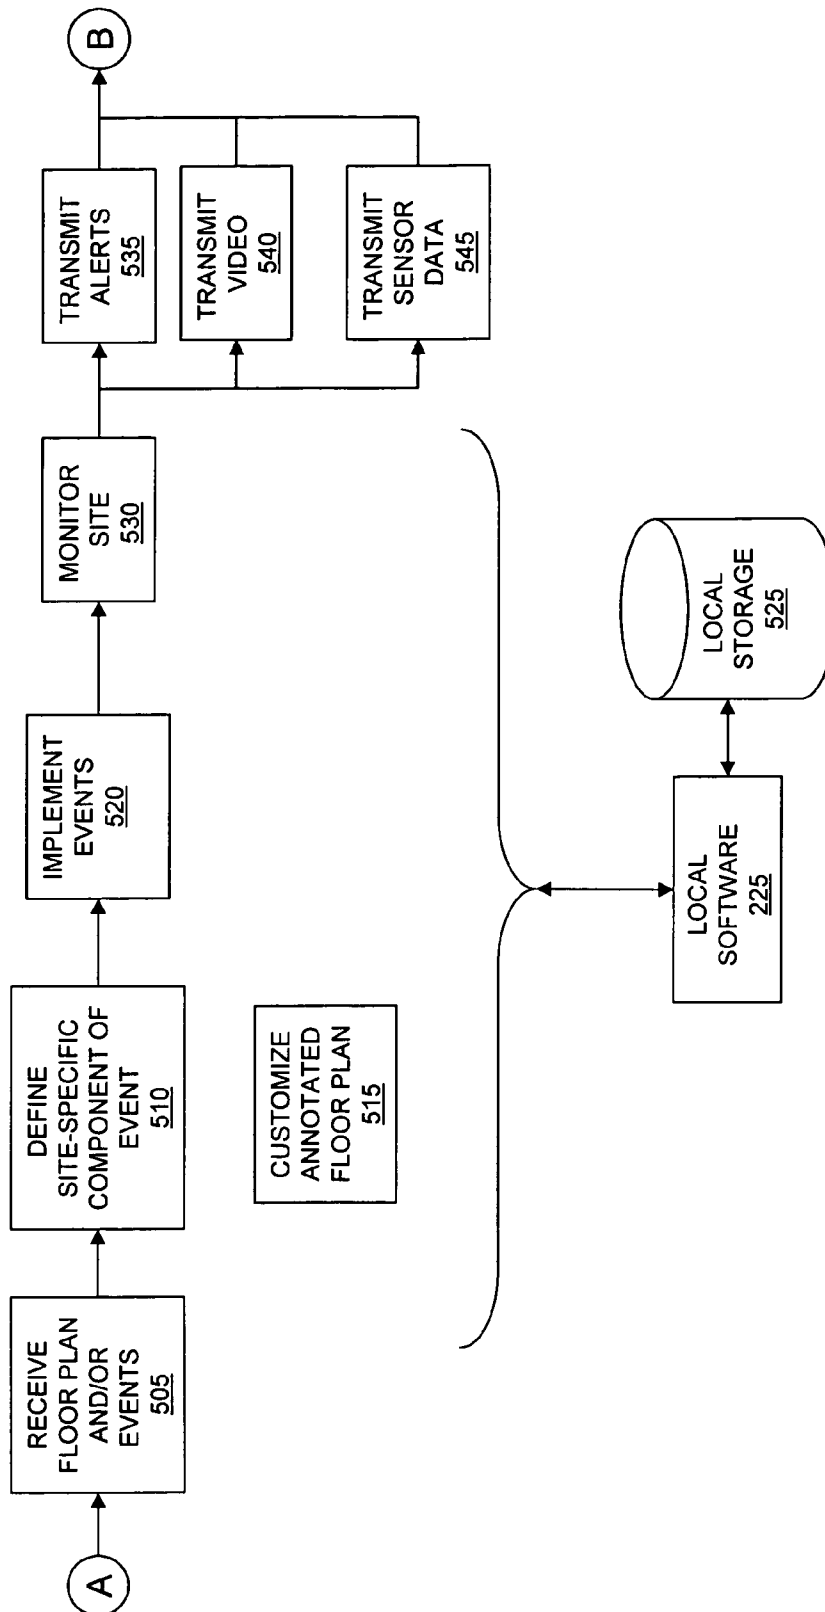 A
RECEIVE
FLOOR PLAN
AND/OR
EVENTS
505
DEFINE
SITE-SPECIFIC
COMPONENT OF
EVENT
510
CUSTOMIZE
ANNOTATED
FLOOR PLAN
515
IMPLEMENT
EVENTS
520
MONITOR
SITE
530
TRANSMIT
ALERTS
535
TRANSMIT
VIDEO
540
TRANSMIT
SENSOR
DATA
545
B
LOCAL
SOFTWARE
225
LOCAL
STORAGE
525